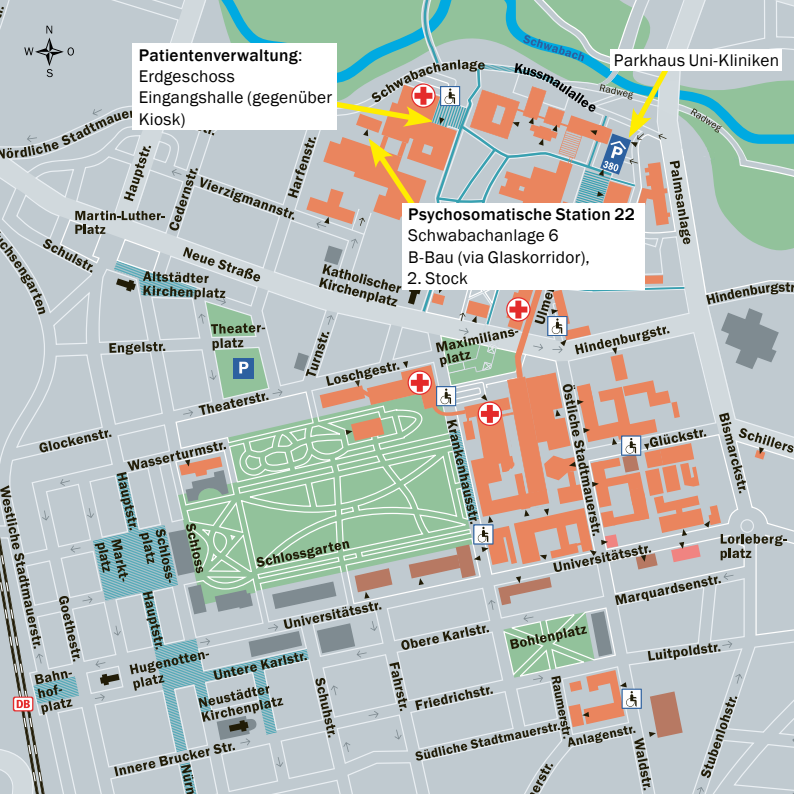 N
W
O
S
Patientenverwaltung:
Erdgeschoss
Eingangshalle (gegenüber
Kiosk)
Schwabachanlage
Kussmaulallee
Schwabach
Parkhaus Uni-Kliniken
Radweg
Radweg
P
380
Palmsanlage
Nördliche Stadtmauer
Hauptstr.
Cedernstr.
Harfenstr.
Vierzigmannstr.
Psychosomatische Station 22
Schwabachanlage 6
B-Bau (via Glaskorridor),
2. Stock
Martin-Luther-
Platz
Schulstr.
Neue Straße
Altstädter
Kirchenplatz
Katholischer
Kirchenplatz
Ulmen
Hindenburgstr
Hindenburgstr.
Theater-
platz
P
Engelstr.
Turnstr.
Maximilians-
platz
Loschgestr.
Theaterstr.
Östliche Stadtmauerstr.
Krankenhausstr.
Bismarckstr.
Glückstr.
Schillers
Glockenstr.
Wasserturmstr.
Hauptstr.
Schloss-
platz
Markt-
platz
Schloss
Schlossgarten
Westliche Stadtmauerstr.
Goethestr.
Hauptstr.
Universitätsstr.
Lorleberg-
platz
Universitätsstr.
Marquardsenstr.
Obere Karlstr.
Bohlenplatz
Luitpoldstr.
Hugenotten-
platz
Untere Karlstr.
Bahn-
hof-
platz
DB
Neustädter
Kirchenplatz
Schuhstr.
Fahrstr.
Friedrichstr.
Raumerstr.
Südliche Stadtmauerstr.
Anlagenstr.
Waldstr.
Stubenlohstr.
Innere Brucker Str.
Nürn
erstr.